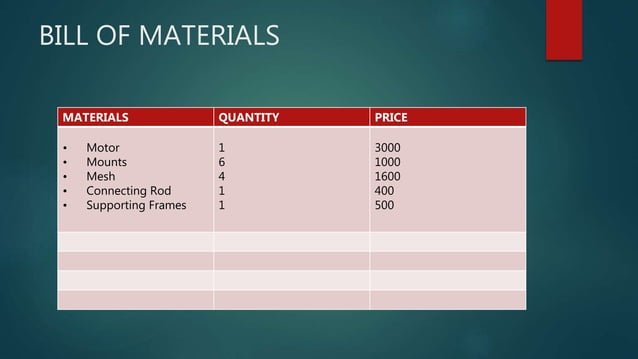 BILL OF MATERIALS
MATERIALS QUANTITY PRICE
• Motor 1 3000
• Mounts 6 1000
• Mesh 4 1600
• Connecting Rod 1 400
• Supporting Frames 1 500